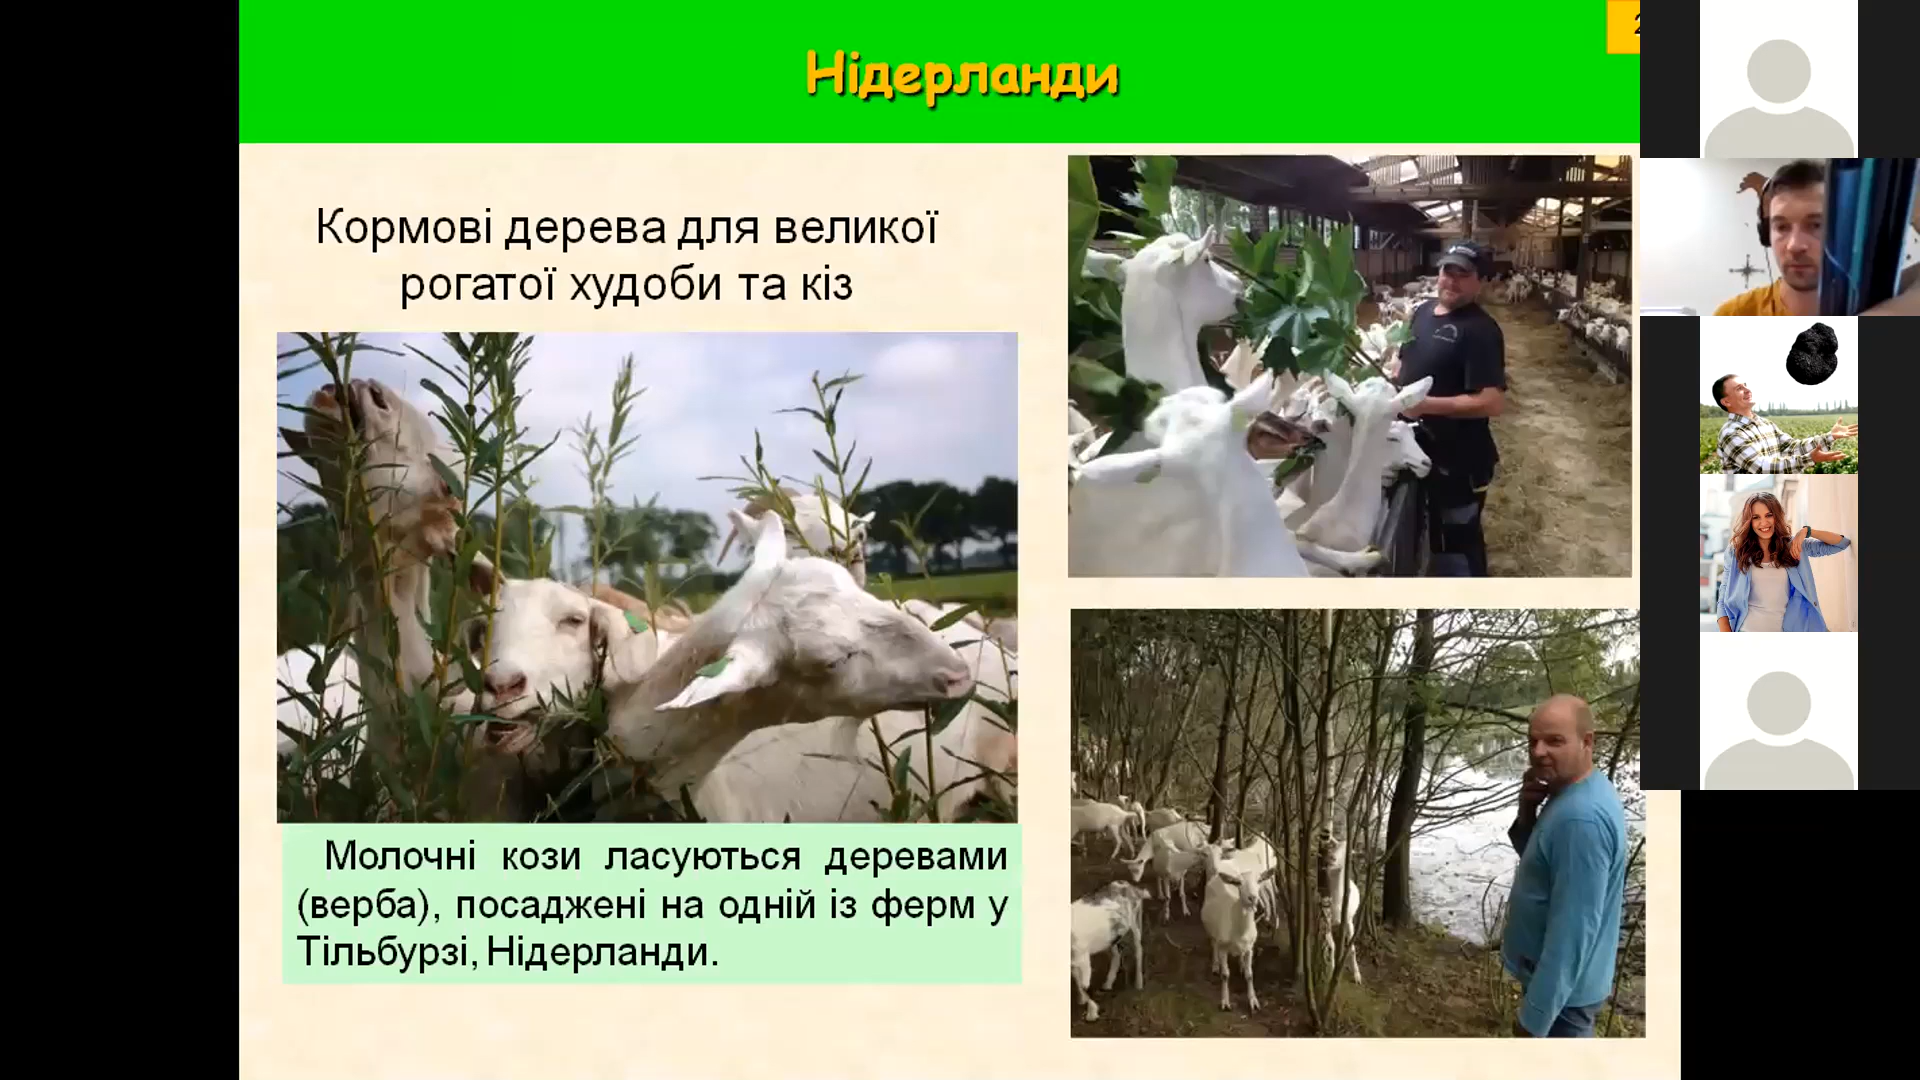 Нідерланди
Кормові дерева для великої
рогатої худоби та кіз
Молочні кози ласуються деревами
(верба), посаджені на одній із ферм у
Тільбурзі, Нідерланди.